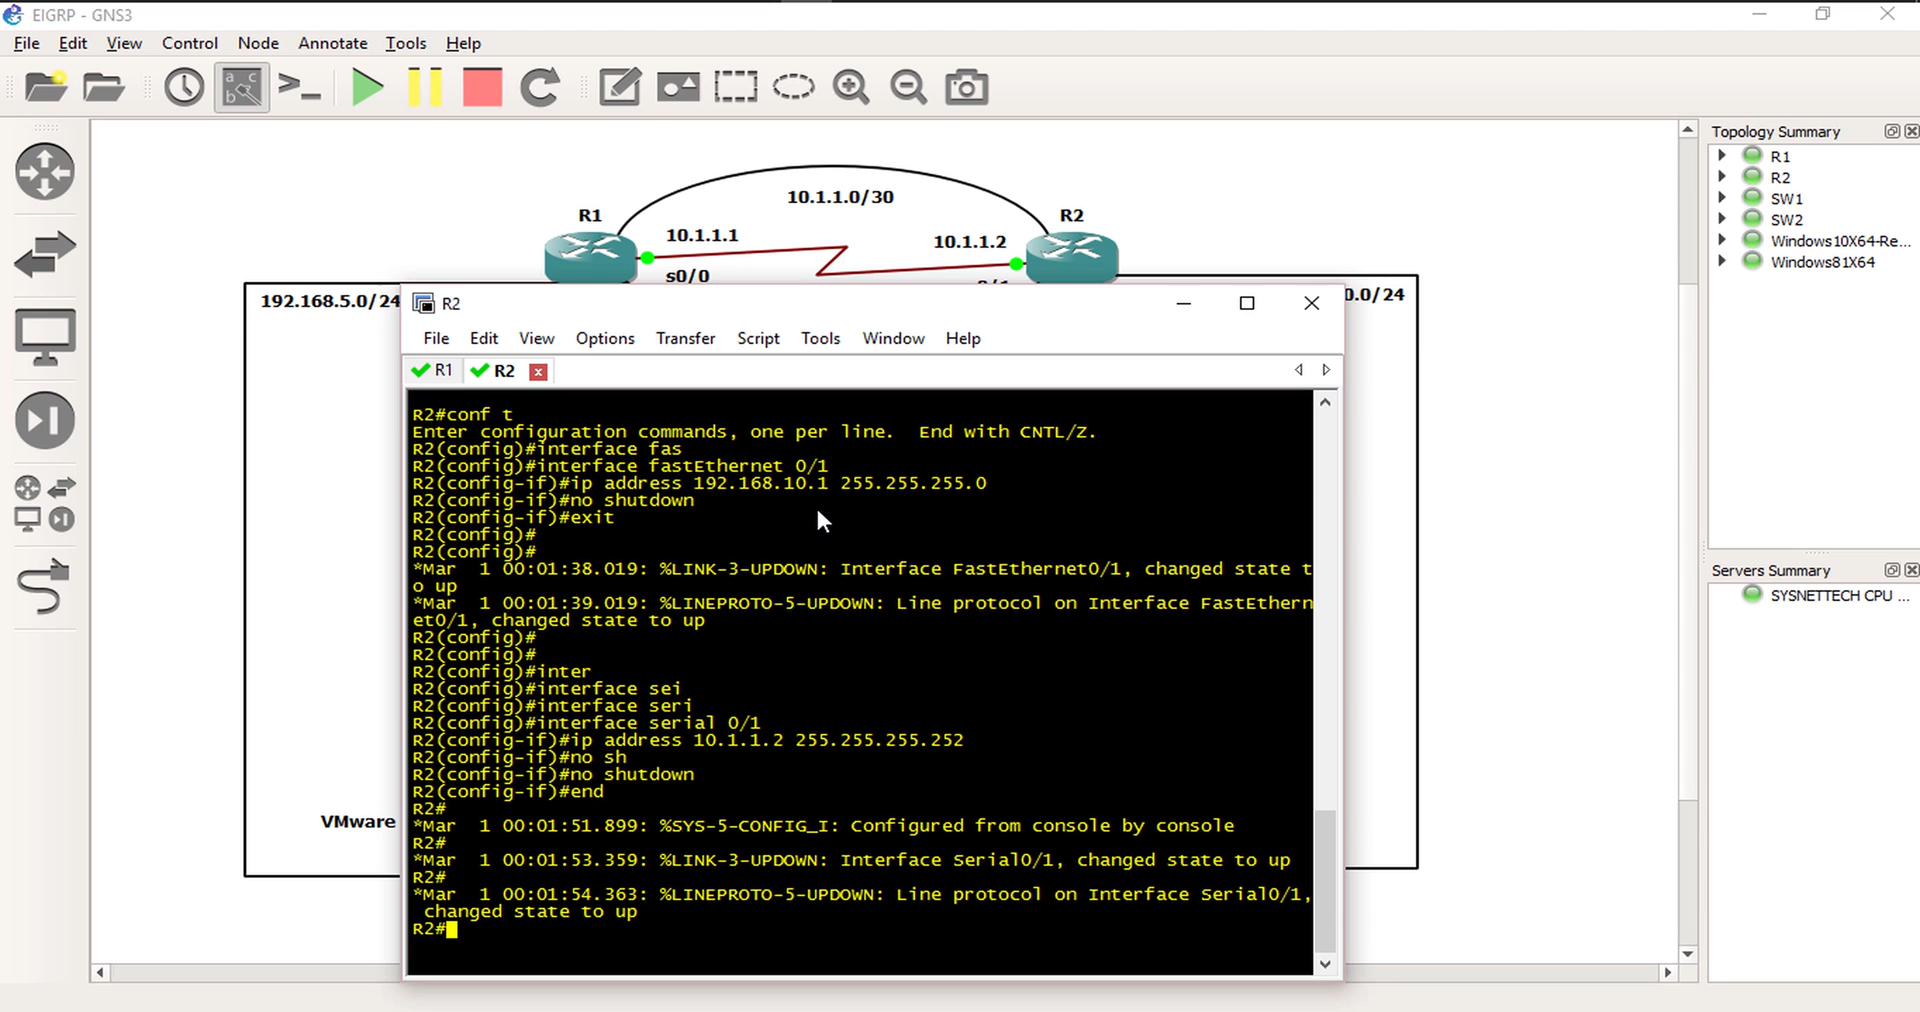 EIGRP - GNS3
File Edit View Control Node Annotate Tools Help
Topology Summary
R1
R2
SW1
SW2
Windows10X64-Re...
Windows81X64
Servers Summary
SYSNETTECH CPU ...
10.1.1.0/30
R1
R2
10.1.1.1
10.1.1.2
s0/0
192.168.5.0/24
0.0/24
VMware
R2
File Edit View Options Transfer Script Tools Window Help
R1 R2
R2#conf t
Enter configuration commands, one per line.  End with CNTL/Z.
R2(config)#interface fas
R2(config)#interface fastEthernet 0/1
R2(config-if)#ip address 192.168.10.1 255.255.255.0
R2(config-if)#no shutdown
R2(config-if)#exit
R2(config)#
R2(config)#
*Mar  1 00:01:38.019: %LINK-3-UPDOWN: Interface FastEthernet0/1, changed state t
o up
*Mar  1 00:01:39.019: %LINEPROTO-5-UPDOWN: Line protocol on Interface FastEthern
et0/1, changed state to up
R2(config)#
R2(config)#
R2(config)#inter
R2(config)#interface sei
R2(config)#interface seri
R2(config)#interface serial 0/1
R2(config-if)#ip address 10.1.1.2 255.255.255.252
R2(config-if)#no sh
R2(config-if)#no shutdown
R2(config-if)#end
R2#
*Mar  1 00:01:51.899: %SYS-5-CONFIG_I: Configured from console by console
R2#
*Mar  1 00:01:53.359: %LINK-3-UPDOWN: Interface Serial0/1, changed state to up
R2#
*Mar  1 00:01:54.363: %LINEPROTO-5-UPDOWN: Line protocol on Interface Serial0/1,
 changed state to up
R2#